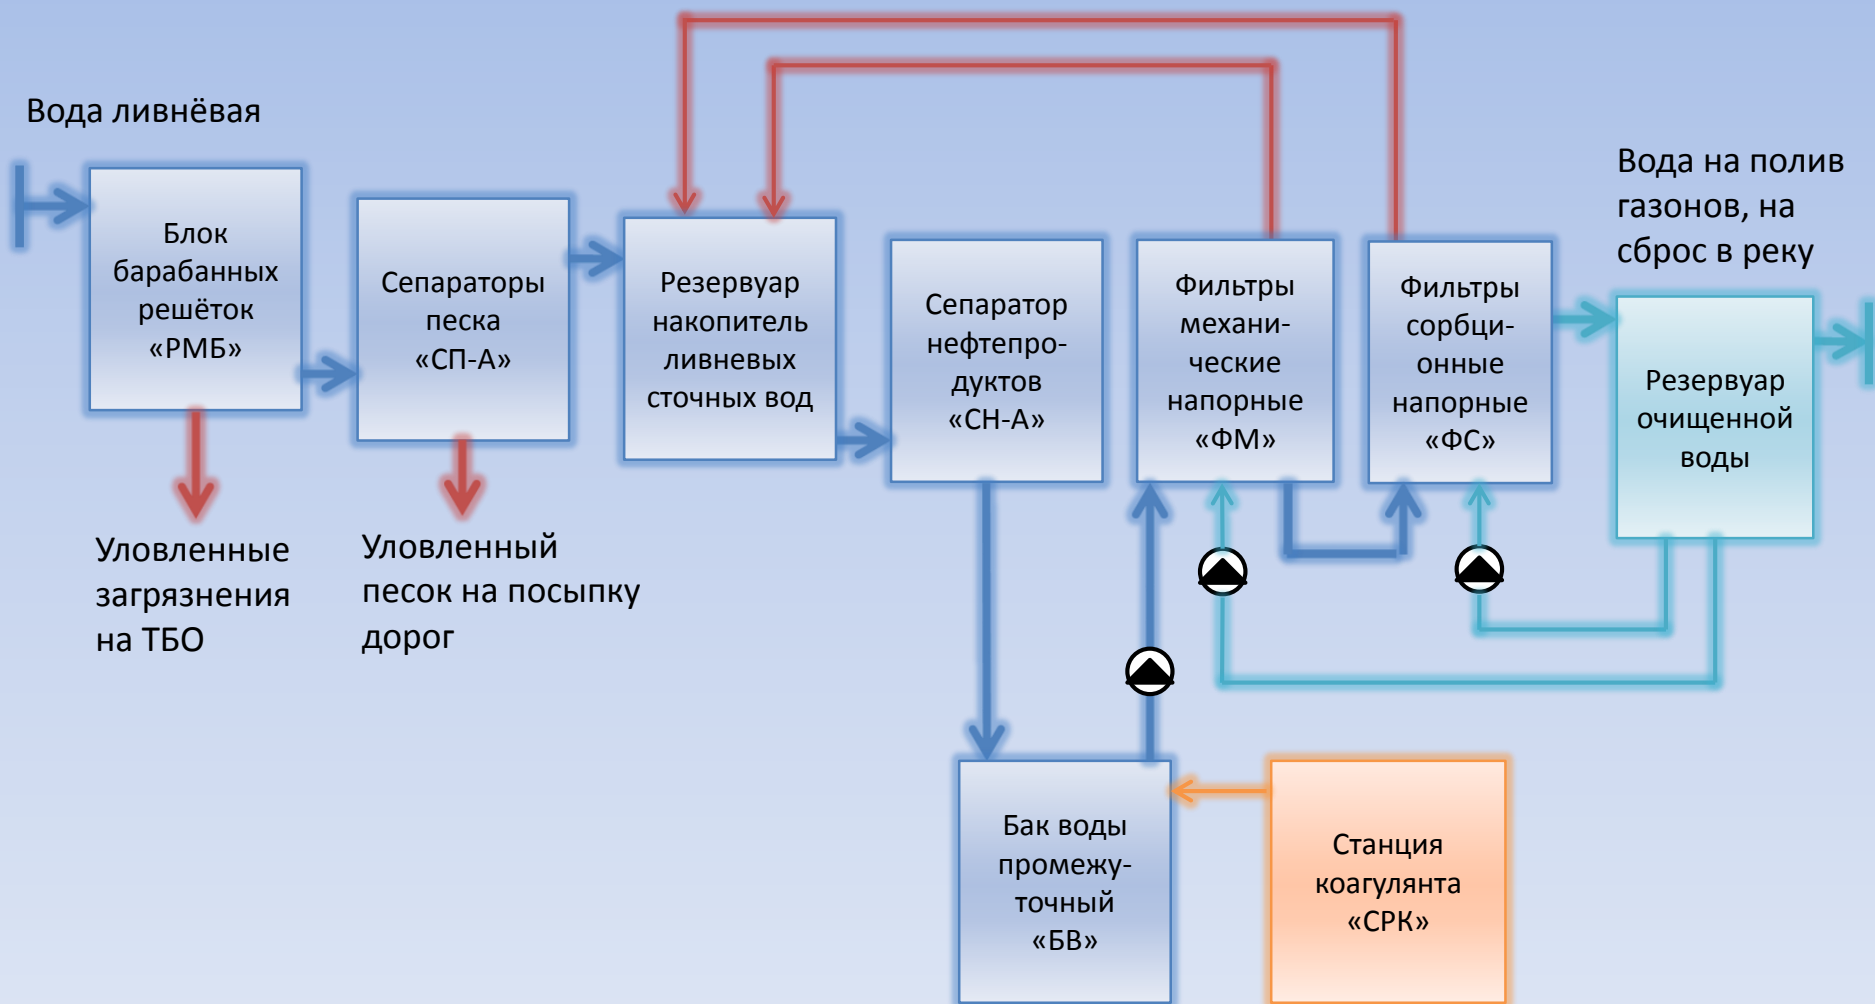 Вода ливнёвая
Блок
барабанных
решёток
«РМБ»
Сепараторы
песка
«СП-А»
Резервуар
накопитель
ливневых
сточных вод
Сепаратор
нефтепро-
дуктов
«СН-А»
Фильтры
механи-
ческие
напорные
«ФМ»
Фильтры
сорбци-
онные
напорные
«ФС»
Вода на полив
газонов, на
сброс в реку
Резервуар
очищенной
воды
Уловленные
загрязнения
на ТБО
Уловленный
песок на посыпку
дорог
Бак воды
промежу-
точный
«БВ»
Станция
коагулянта
«СРК»